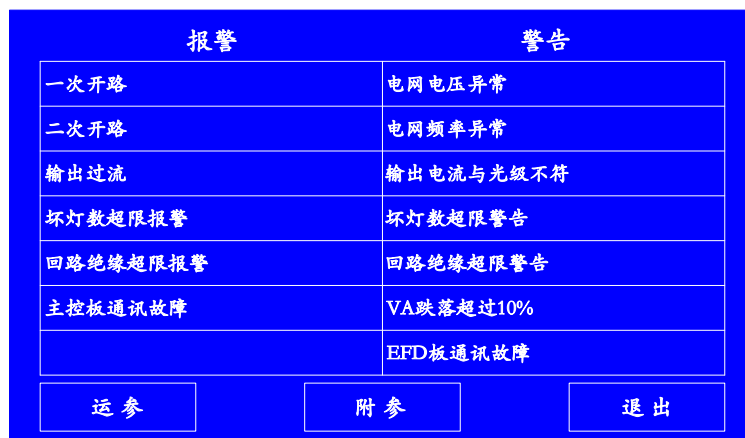 报警 警告
一次开路 电网电压异常
二次开路 电网频率异常
输出过流 输出电流与光级不符
坏灯数超限报警 坏灯数超限警告
回路绝缘超限报警 回路绝缘超限警告
主控板通讯故障 VA跌落超过10%
EFD板通讯故障
运参 附参 退出